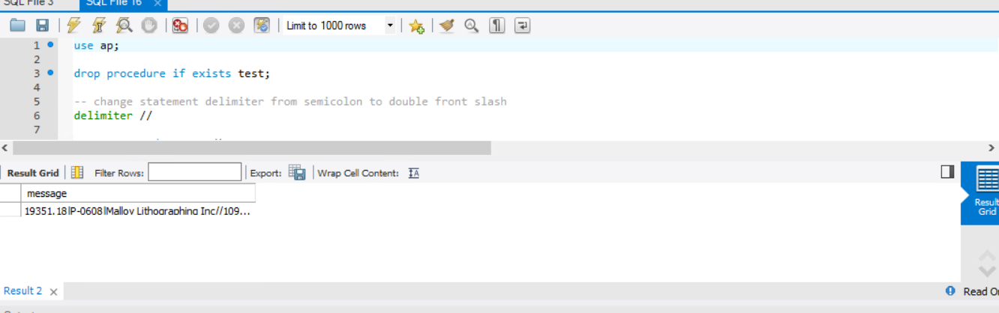 SQL File 3 SQL File 16 ×
Limit to 1000 rows
1 use ap;
2
3 drop procedure if exists test;
4
5 -- change statement delimiter from semicolon to double front slash
6 delimiter //
7
Result Grid Filter Rows: Export: Wrap Cell Content: IA
message
19351.18|P-0608|Malloy Lithographing Inc//109...
Result
Grid
Result 2 × Read